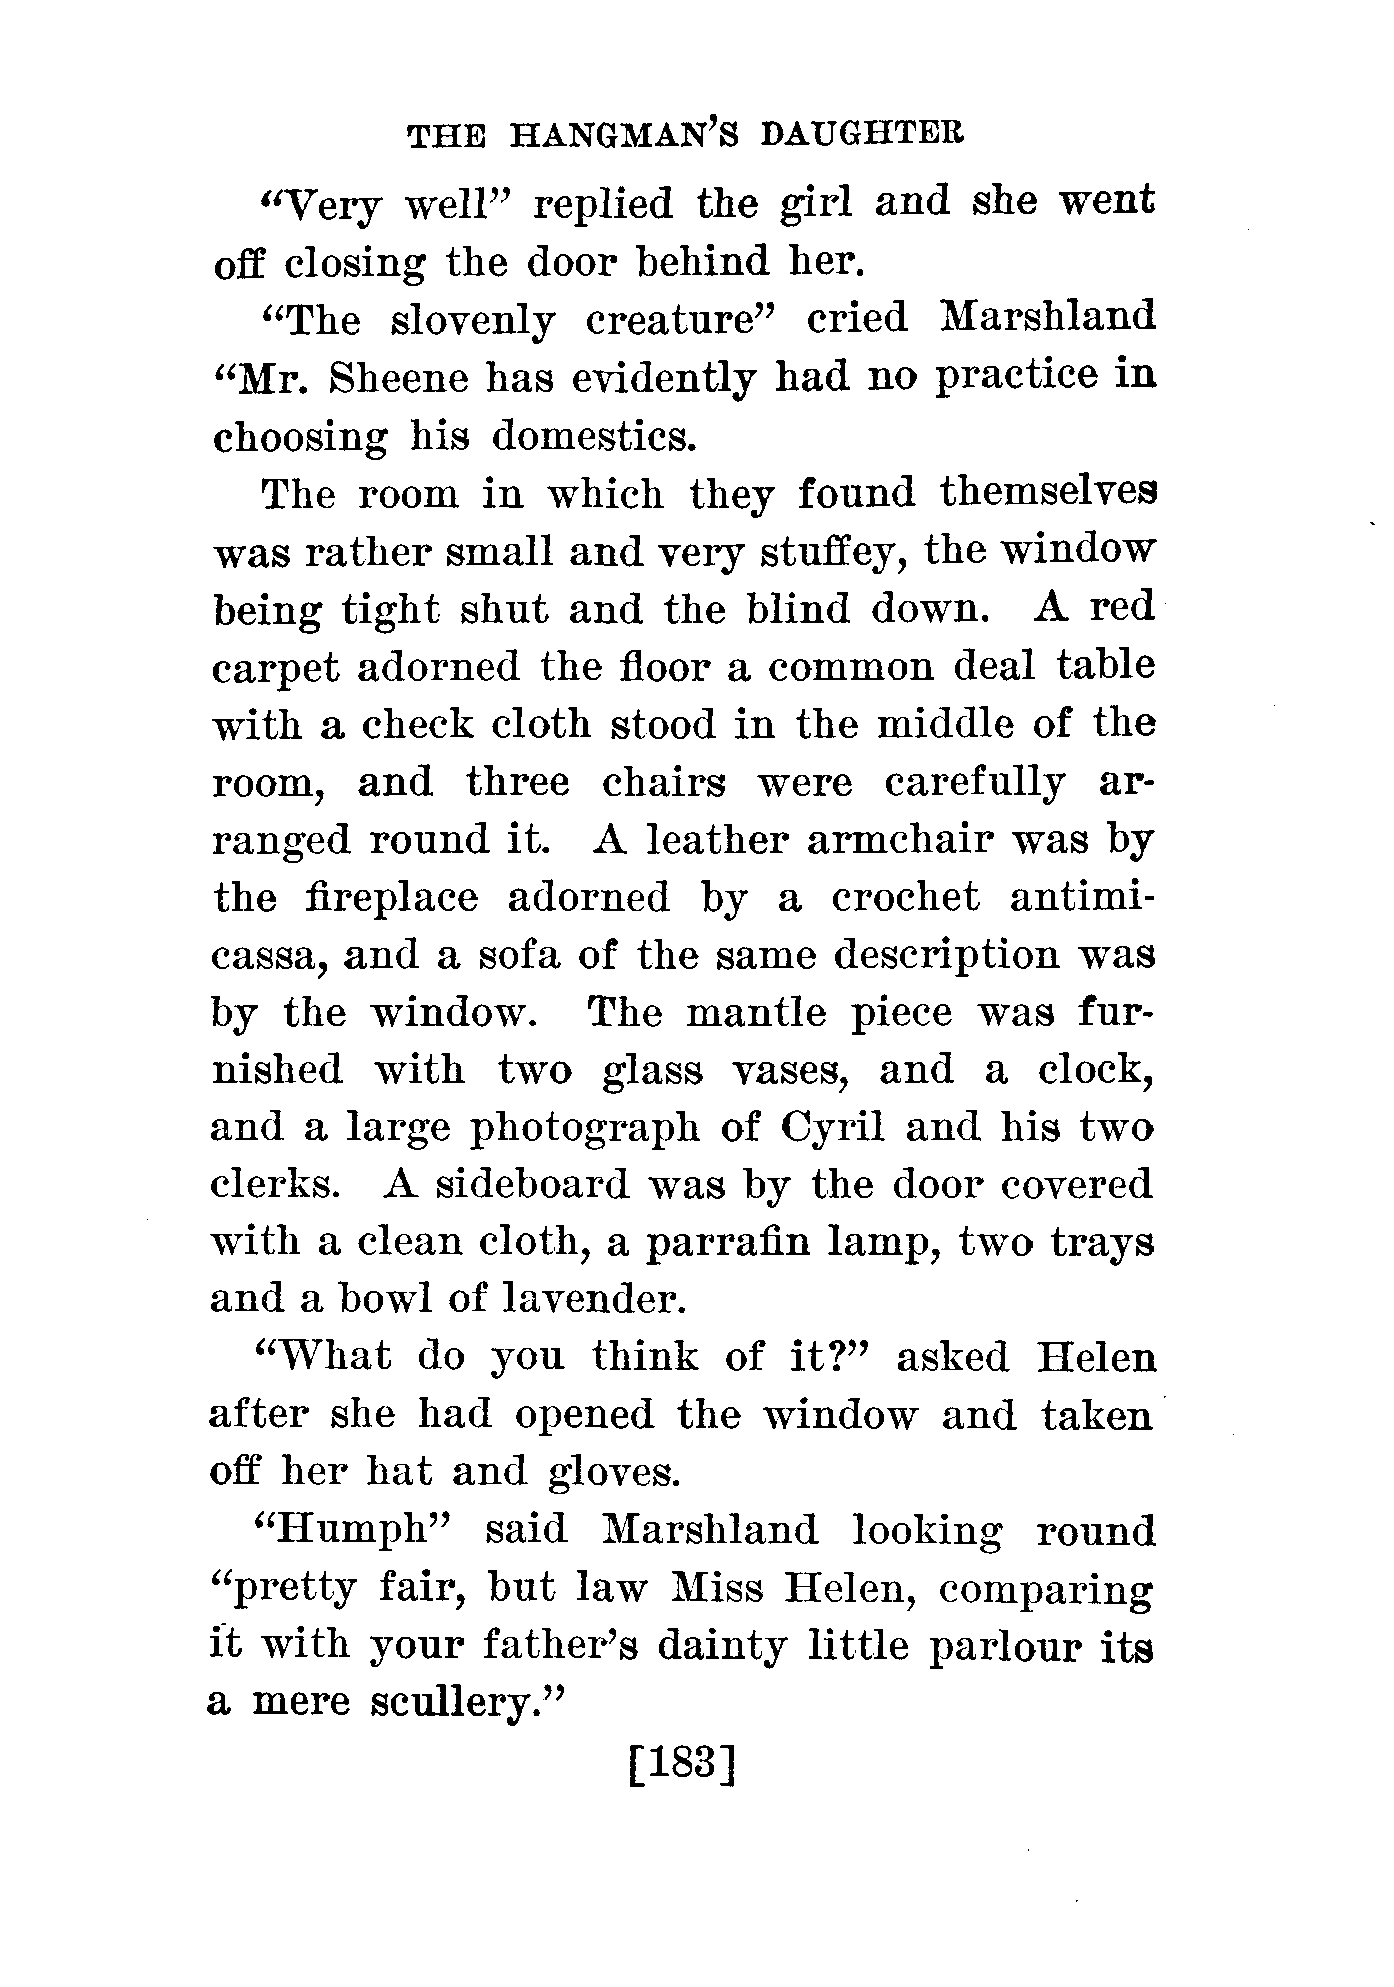 THE HANGMAN'S DAUGHTER
“Very well” replied the girl and she went
off closing the door behind her.
“The slovenly creature” cried Marshland
“Mr. Sheene has evidently had no practice in
choosing his domestics.
The room in which they found themselves
was rather small and very stuffey, the window
being tight shut and the blind down. A red
carpet adorned the floor a common deal table
with a check cloth stood in the middle of the
room, and three chairs were carefully ar-
ranged round it. A leather armchair was by
the fireplace adorned by a crochet antimi-
cassa, and a sofa of the same description was
by the window. The mantle piece was fur-
nished with two glass vases, and a clock,
and a large photograph of Cyril and his two
clerks. A sideboard was by the door covered
with a clean cloth, a parrafin lamp, two trays
and a bowl of lavender.
“What do you think of it?” asked Helen
after she had opened the window and taken
off her hat and gloves.
“Humph” said Marshland looking round
“pretty fair, but law Miss Helen, comparing
it with your father's dainty little parlour its
a mere scullery.”
[183]